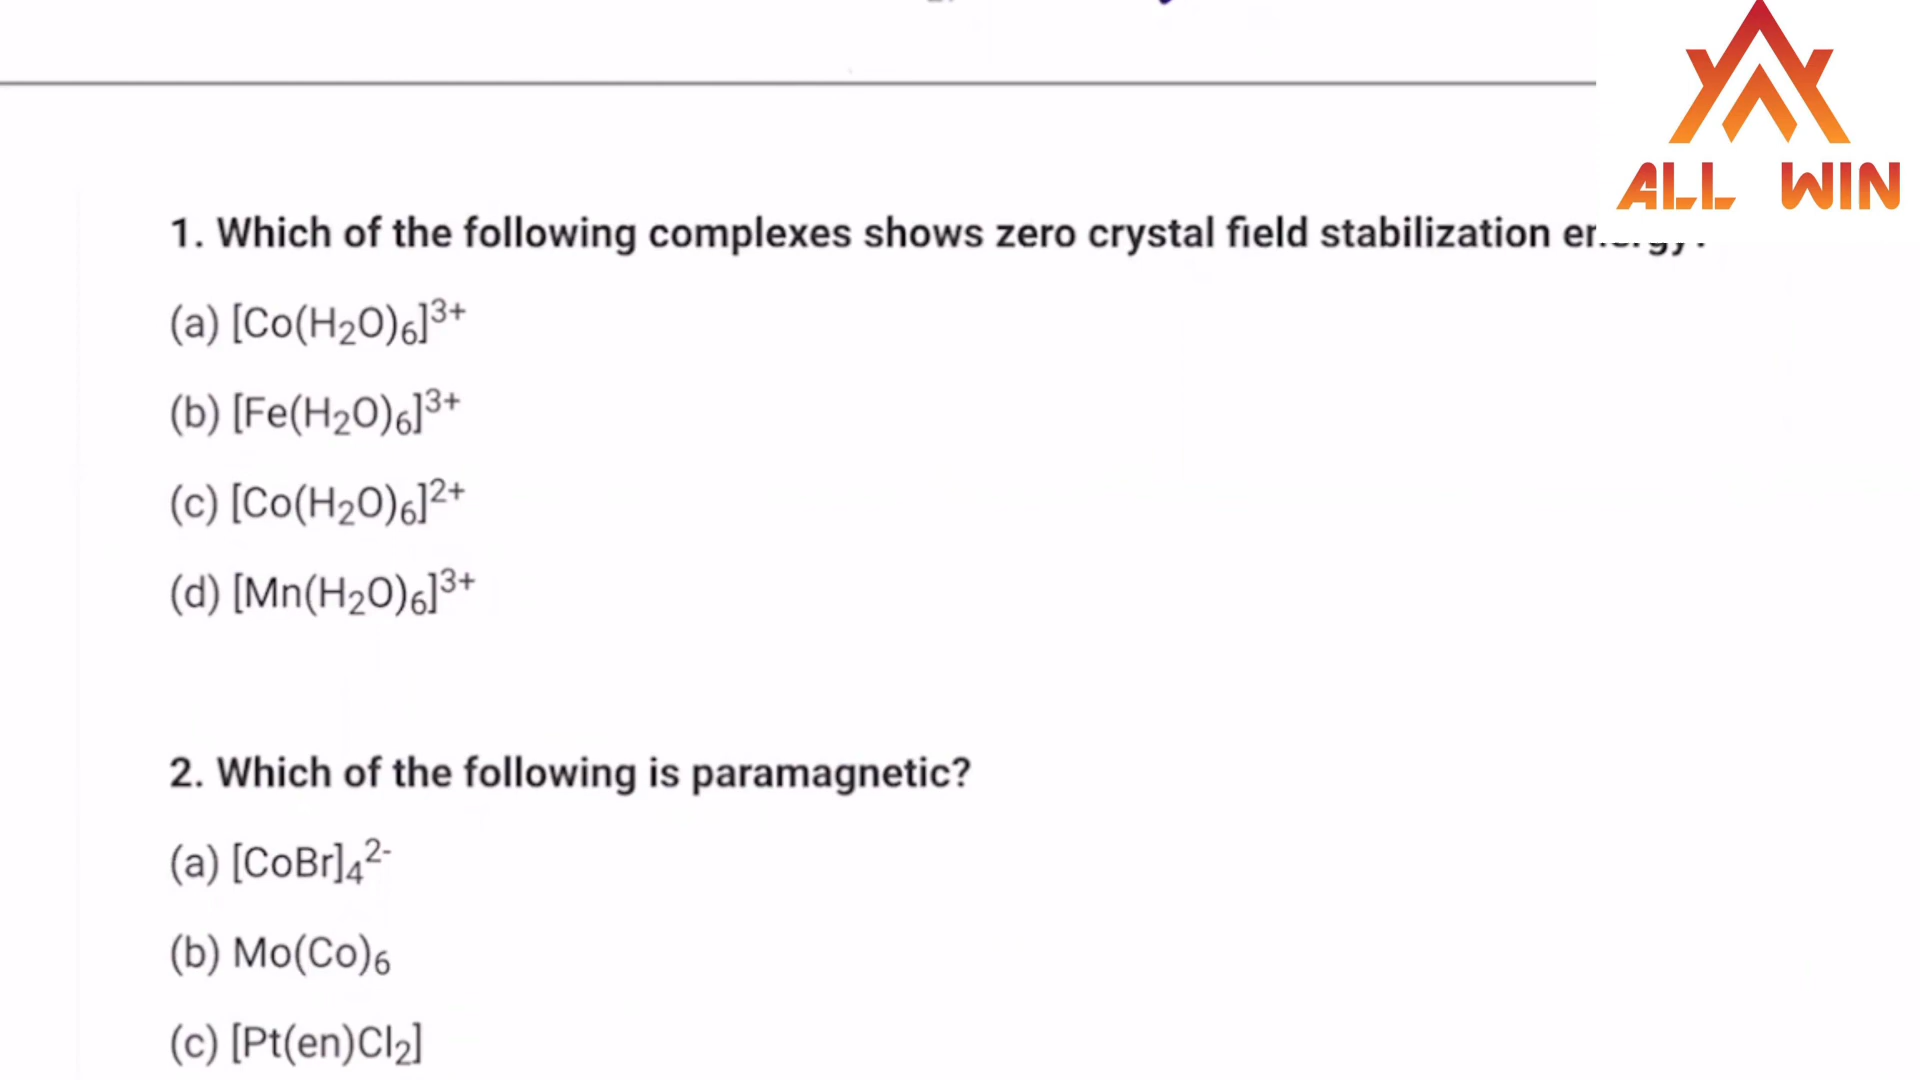 ALL WIN
1. Which of the following complexes shows zero crystal field stabilization
(a) [Co(H₂O)₆]³⁺
(b) [Fe(H₂O)₆]³⁺
(c) [Co(H₂O)₆]²⁺
(d) [Mn(H₂O)₆]³⁺
2. Which of the following is paramagnetic?
(a) [CoBr]₄²⁻
(b) Mo(Co)₆
(c) [Pt(en)Cl₂]